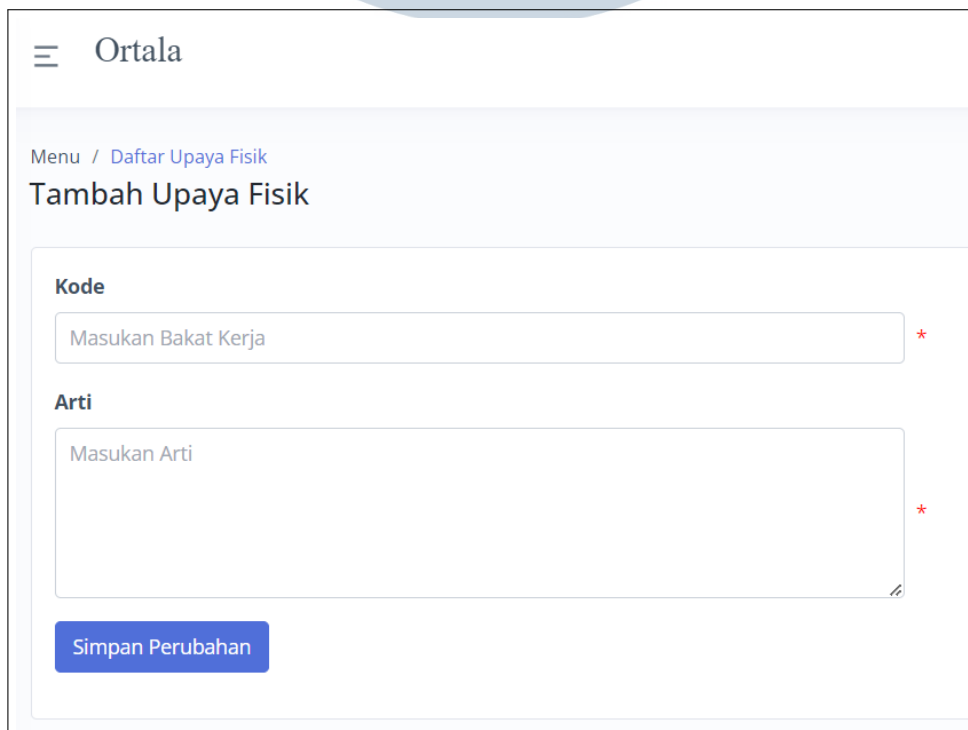 Ortala
Menu / Daftar Upaya Fisik
Tambah Upaya Fisik
Kode
Masukan Bakat Kerja *
Arti
Masukan Arti
*
Simpan Perubahan